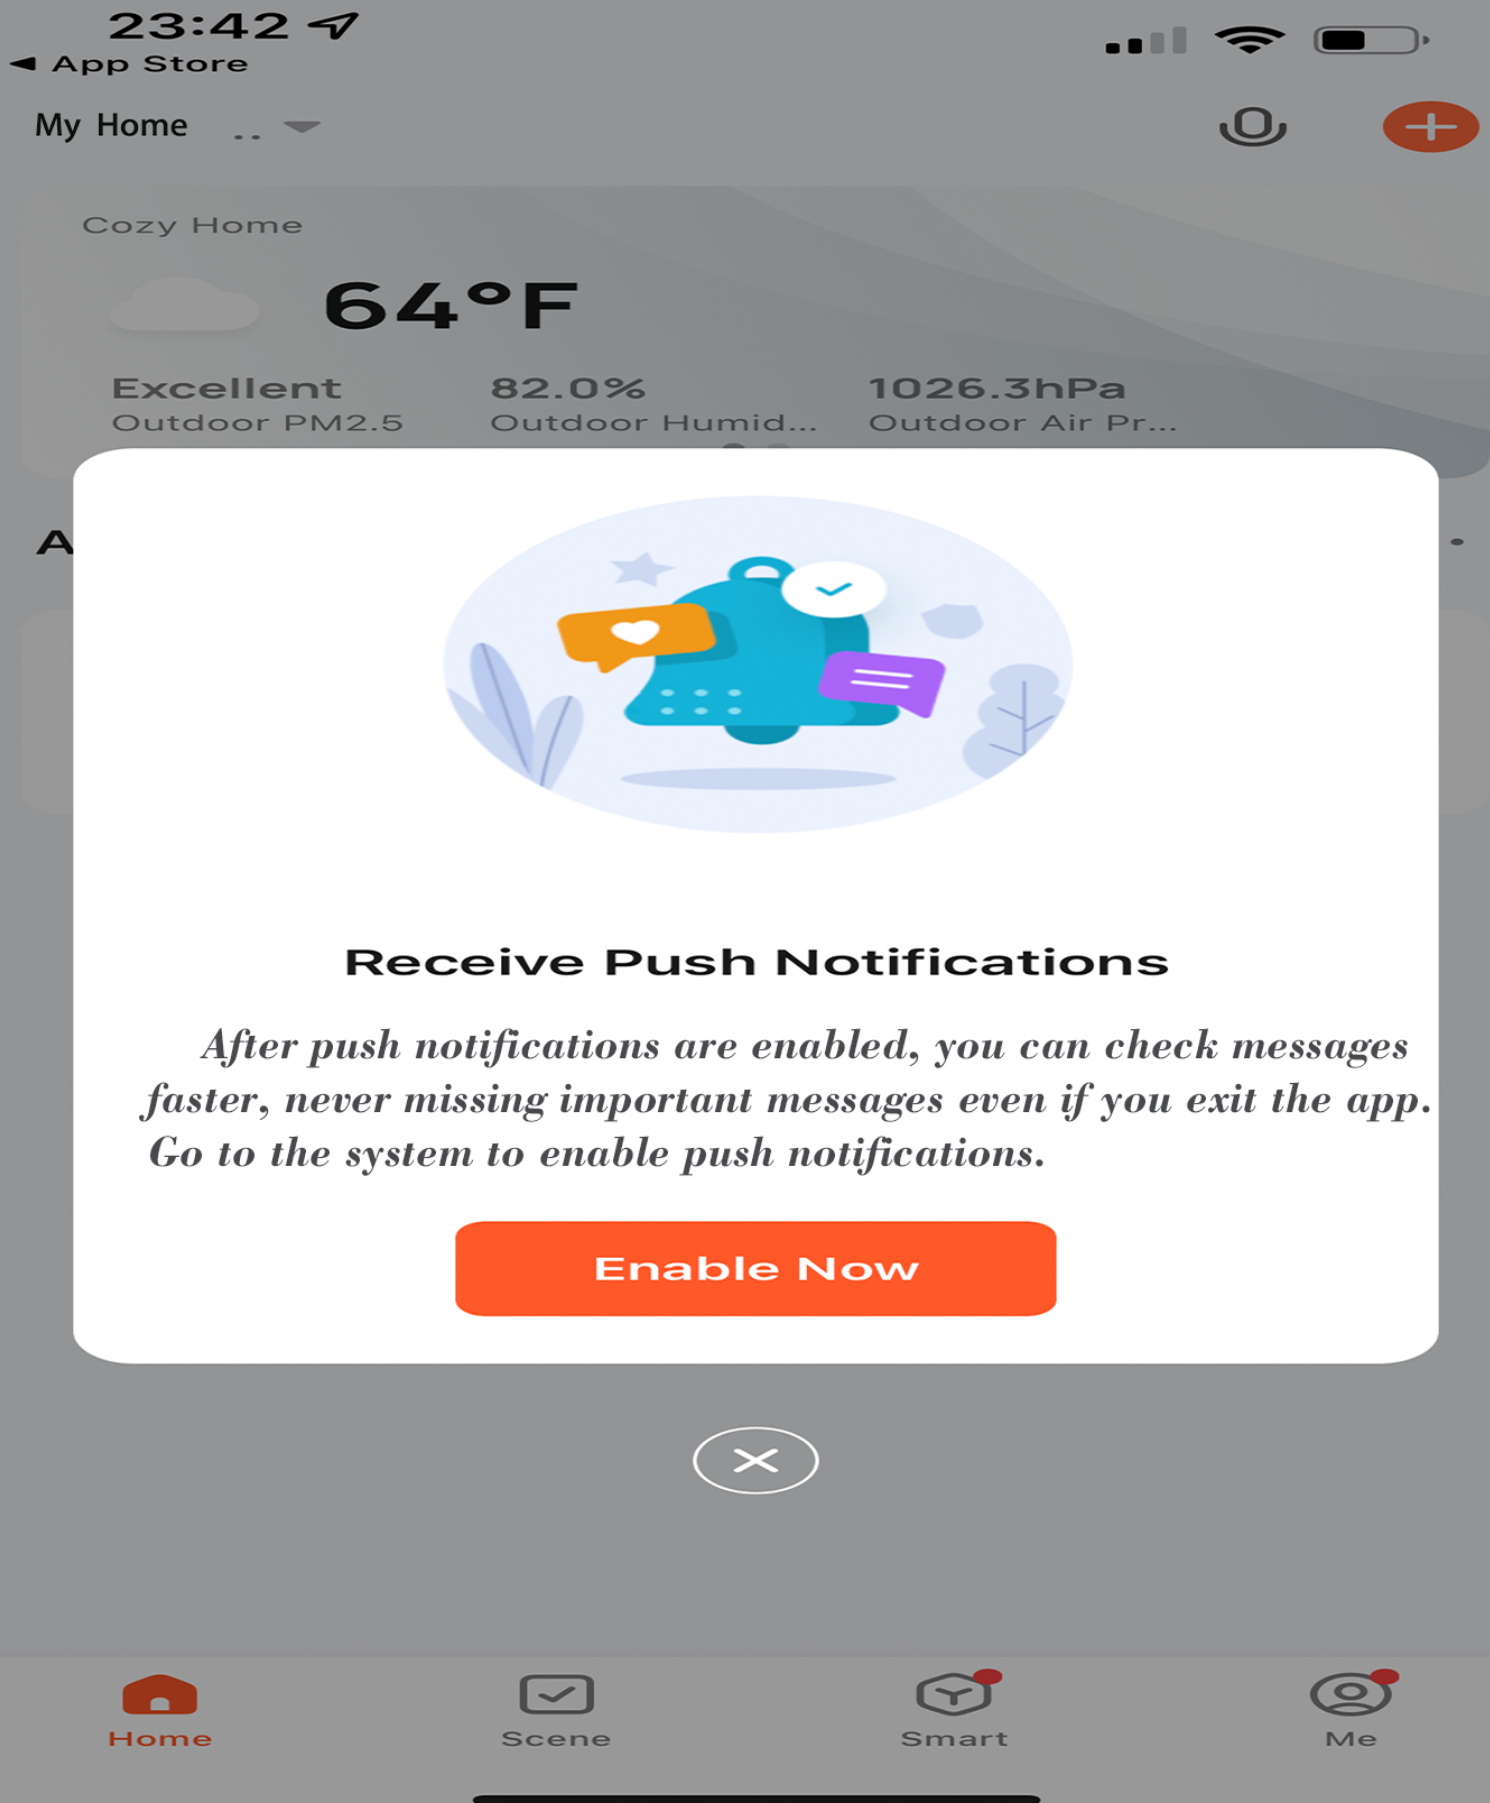 23:42
App Store
My Home ..
Cozy Home
64°F
Excellent 82.0% 1026.3hPa
Outdoor PM2.5 Outdoor Humid... Outdoor Air Pr...
A
Receive Push Notifications
After push notifications are enabled, you can check messages
faster, never missing important messages even if you exit the app.
Go to the system to enable push notifications.
Enable Now
Home Scene Smart Me